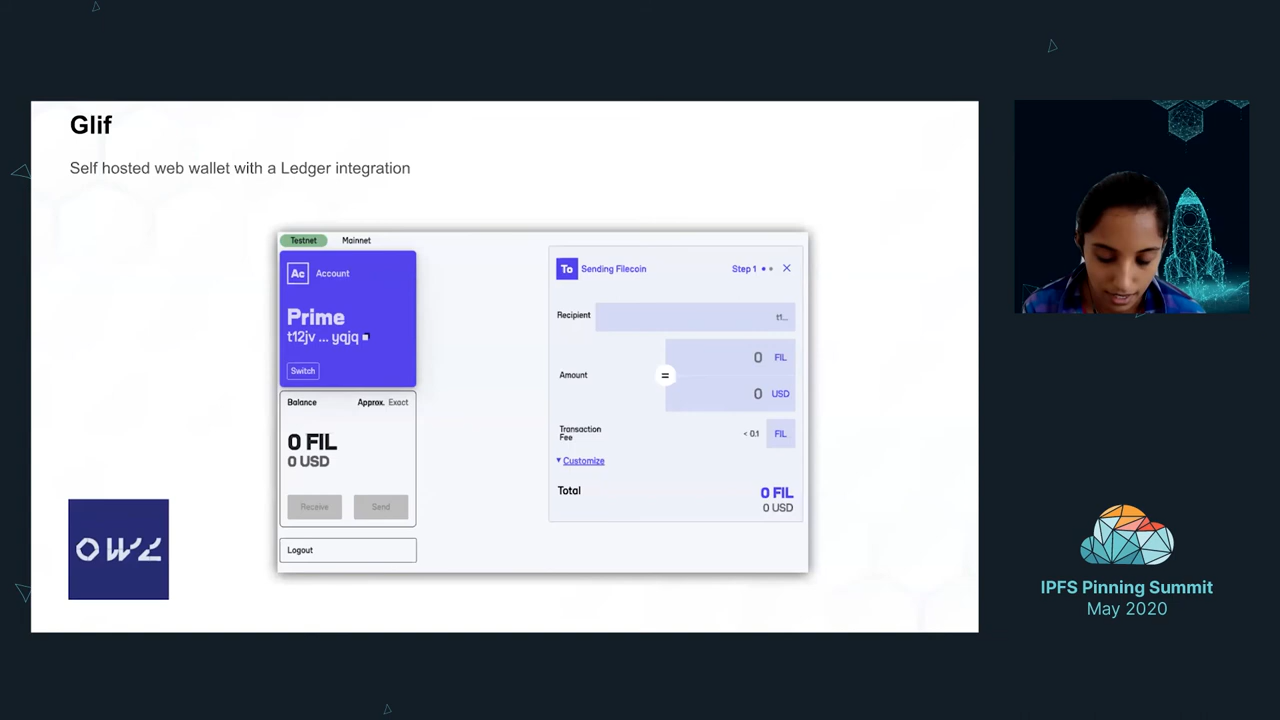 Glif
Self hosted web wallet with a Ledger integration
Testnet Mainnet
Ac Account
Prime
t12jv ... yqjq
Switch
Balance Approx. Exact
0 FIL
0 USD
Receive Send
Logout
To Sending Filecoin Step 1
Recipient t1...
Amount
0 FIL
=
0 USD
Transaction
Fee
< 0.1 FIL
Customize
Total 0 FIL
0 USD
OWL
IPFS Pinning Summit
May 2020